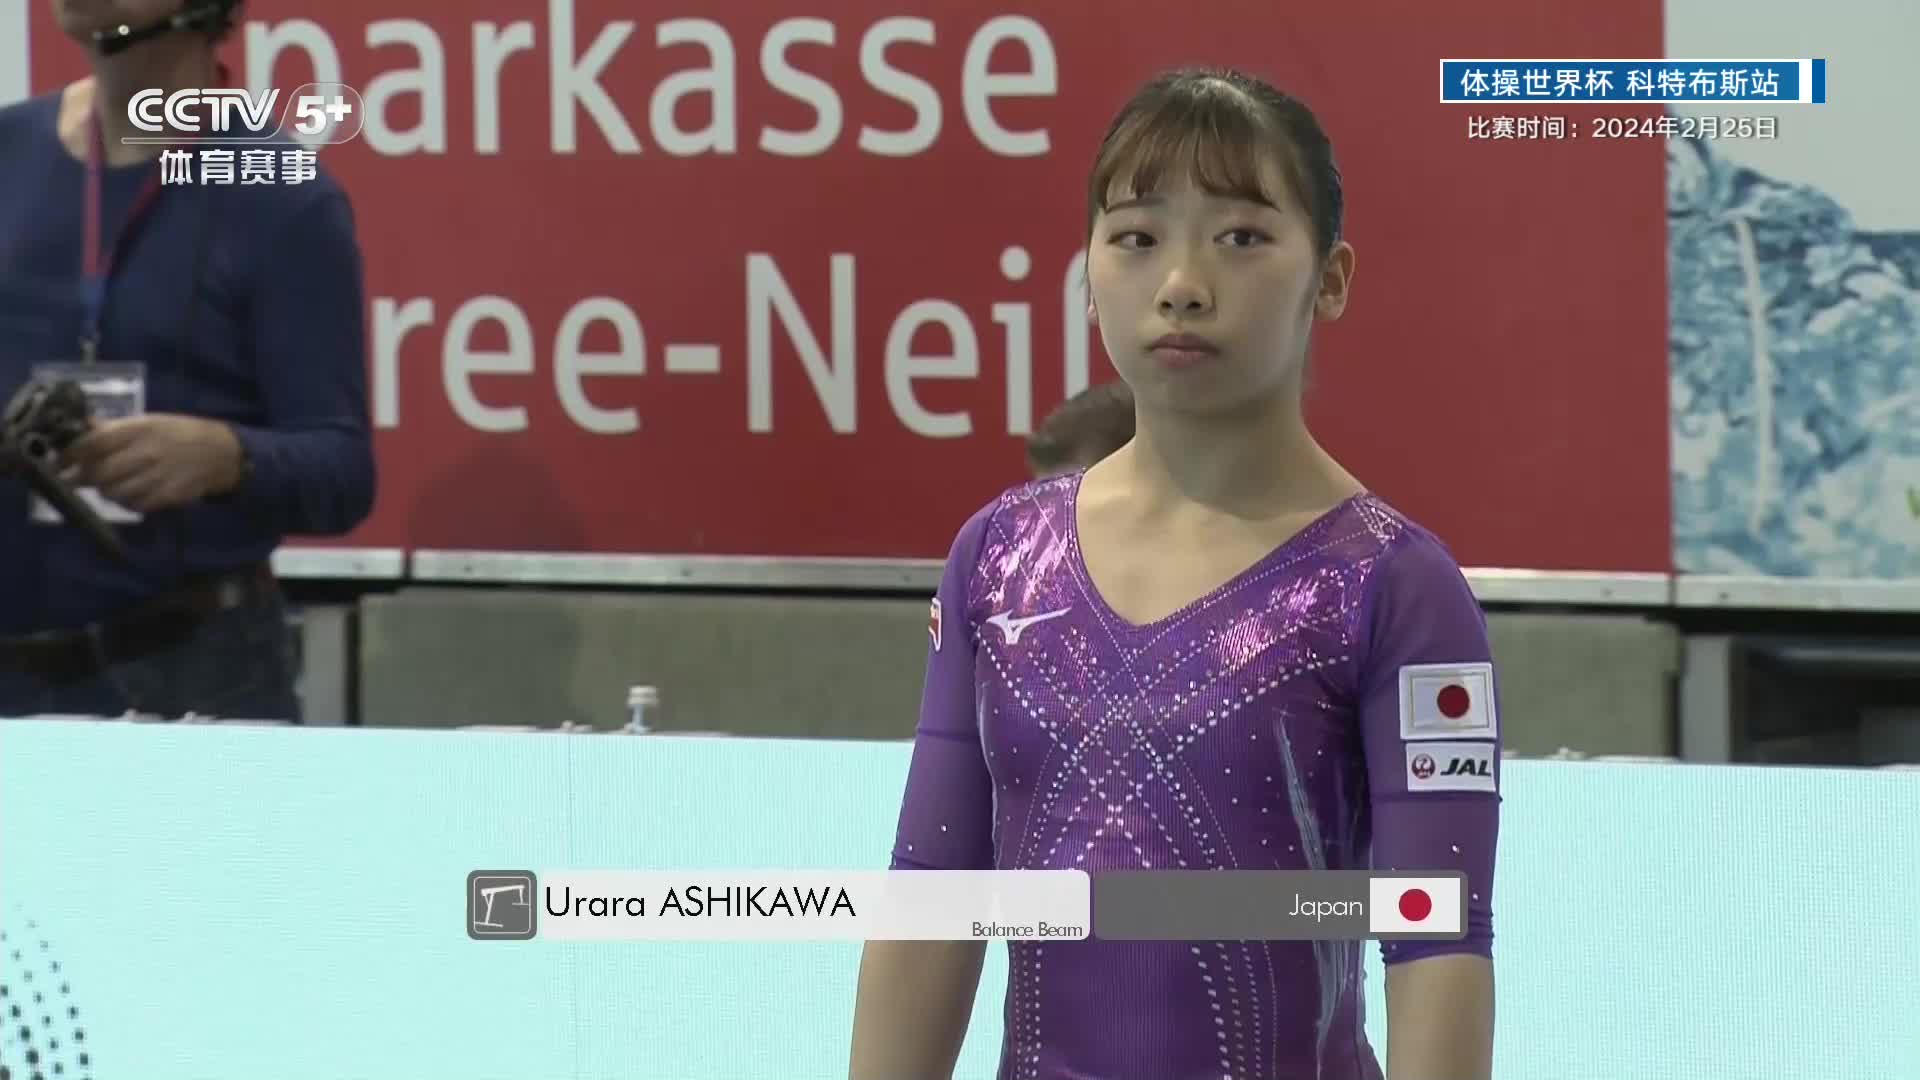 parkasse
ree-Nei
CCTV 5+
体育赛事
体操世界杯 科特布斯站
比赛时间：2024年2月25日
JAL
Urara ASHIKAWA
Balance Beam
Japan